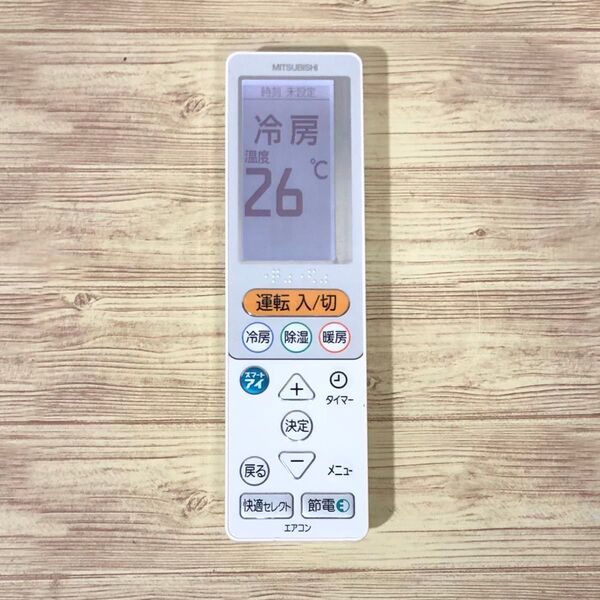 MITSUBISHI
時刻 未設定
冷房
温度
26℃
運転 入/切
冷房 除湿 暖房
スマート
アイ
+
タイマー
決定
戻る － メニュー
快適セレクト 節電
エアコン